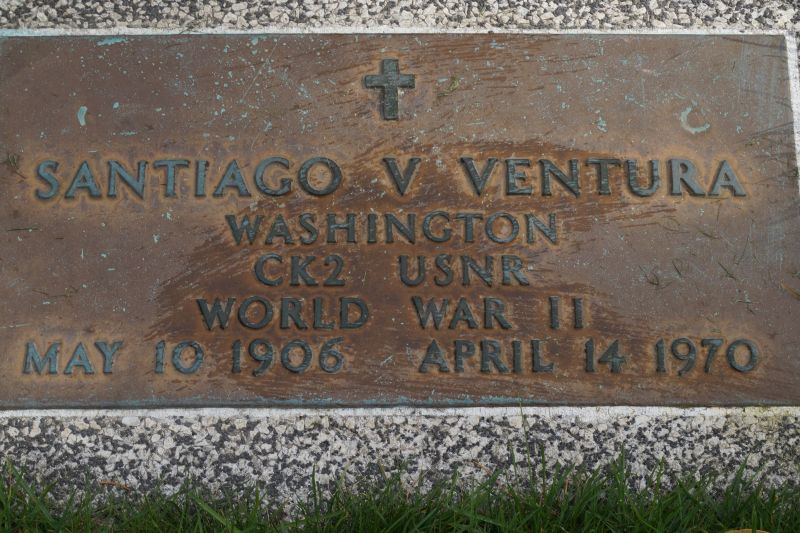 SANTIAGO V VENTURA
WASHINGTON
CK2 USNR
WORLD WAR II
MAY 10 1906 APRIL 14 1970